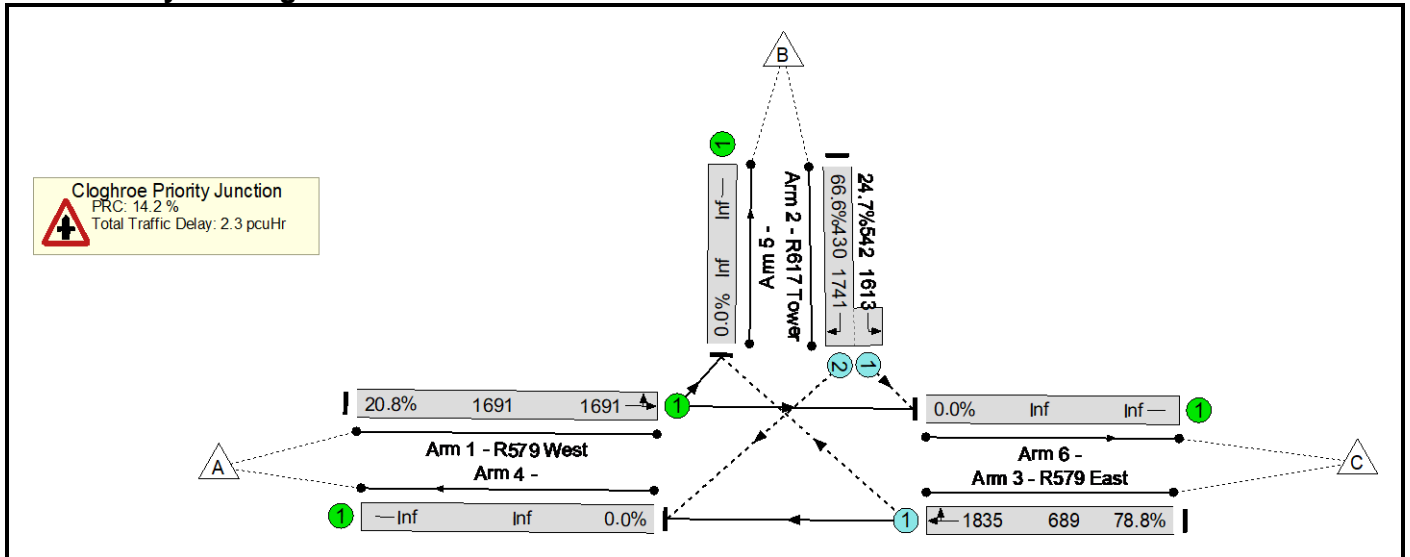 B
Cloghroe Priority Junction
PRC: 14.2 %
Total Traffic Delay: 2.3 pcuHr
1
Inf
Inf
0.0%
Arm 5 -
Arm 2 - R617 Tower
66.6% 430 1741
24.7% 542 1613
2
1
20.8% 1691 1691
1
Arm 1 - R579 West
Arm 4 -
A
1
Inf Inf 0.0%
0.0% Inf Inf
1
Arm 6 -
Arm 3 - R579 East
C
1
1835 689 78.8%